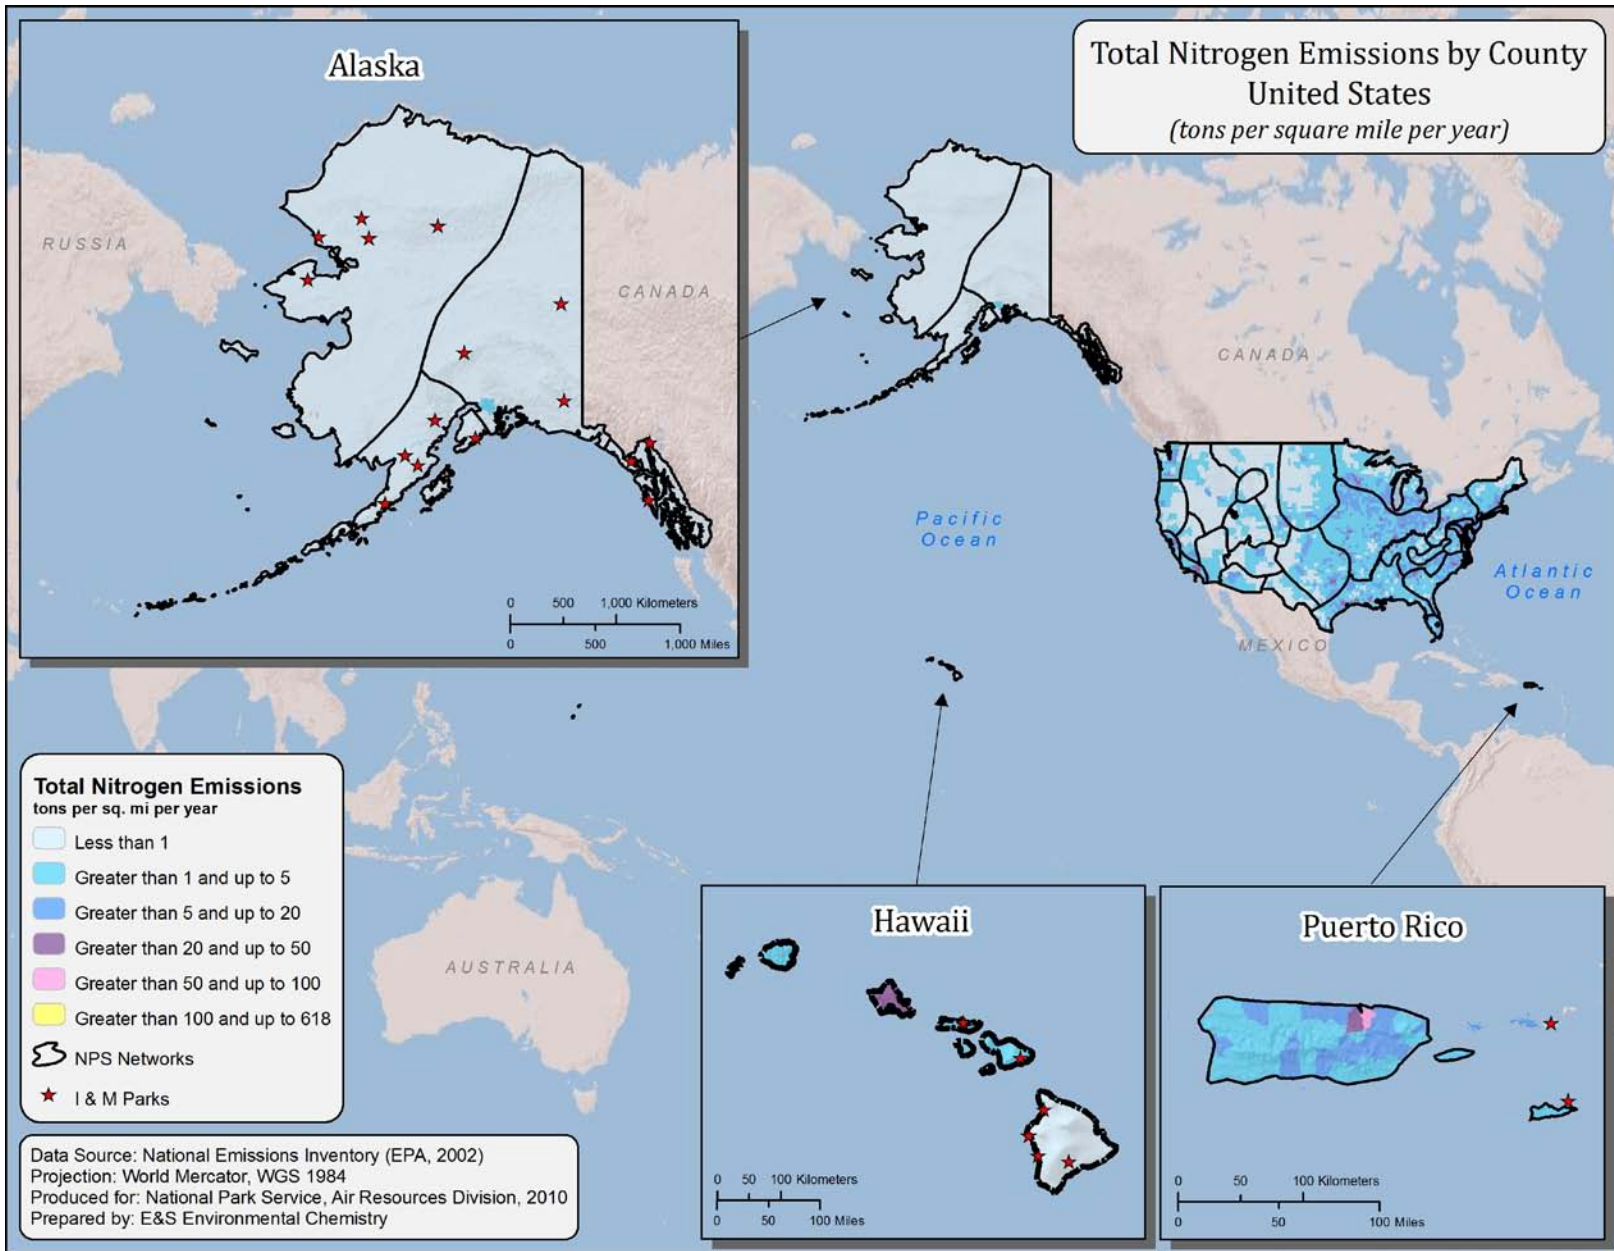 Alaska
RUSSIA
CANADA
0 500 1,000 Kilometers
0 500 1,000 Miles
Total Nitrogen Emissions by County
United States
(tons per square mile per year)
CANADA
Pacific
Ocean
Atlantic
Ocean
MEXICO
AUSTRALIA
Total Nitrogen Emissions
tons per sq. mi per year
Less than 1
Greater than 1 and up to 5
Greater than 5 and up to 20
Greater than 20 and up to 50
Greater than 50 and up to 100
Greater than 100 and up to 618
NPS Networks
I & M Parks
Data Source: National Emissions Inventory (EPA, 2002)
Projection: World Mercator, WGS 1984
Produced for: National Park Service, Air Resources Division, 2010
Prepared by: E&S Environmental Chemistry
Hawaii
0 50 100 Kilometers
0 50 100 Miles
Puerto Rico
0 50 100 Kilometers
0 50 100 Miles